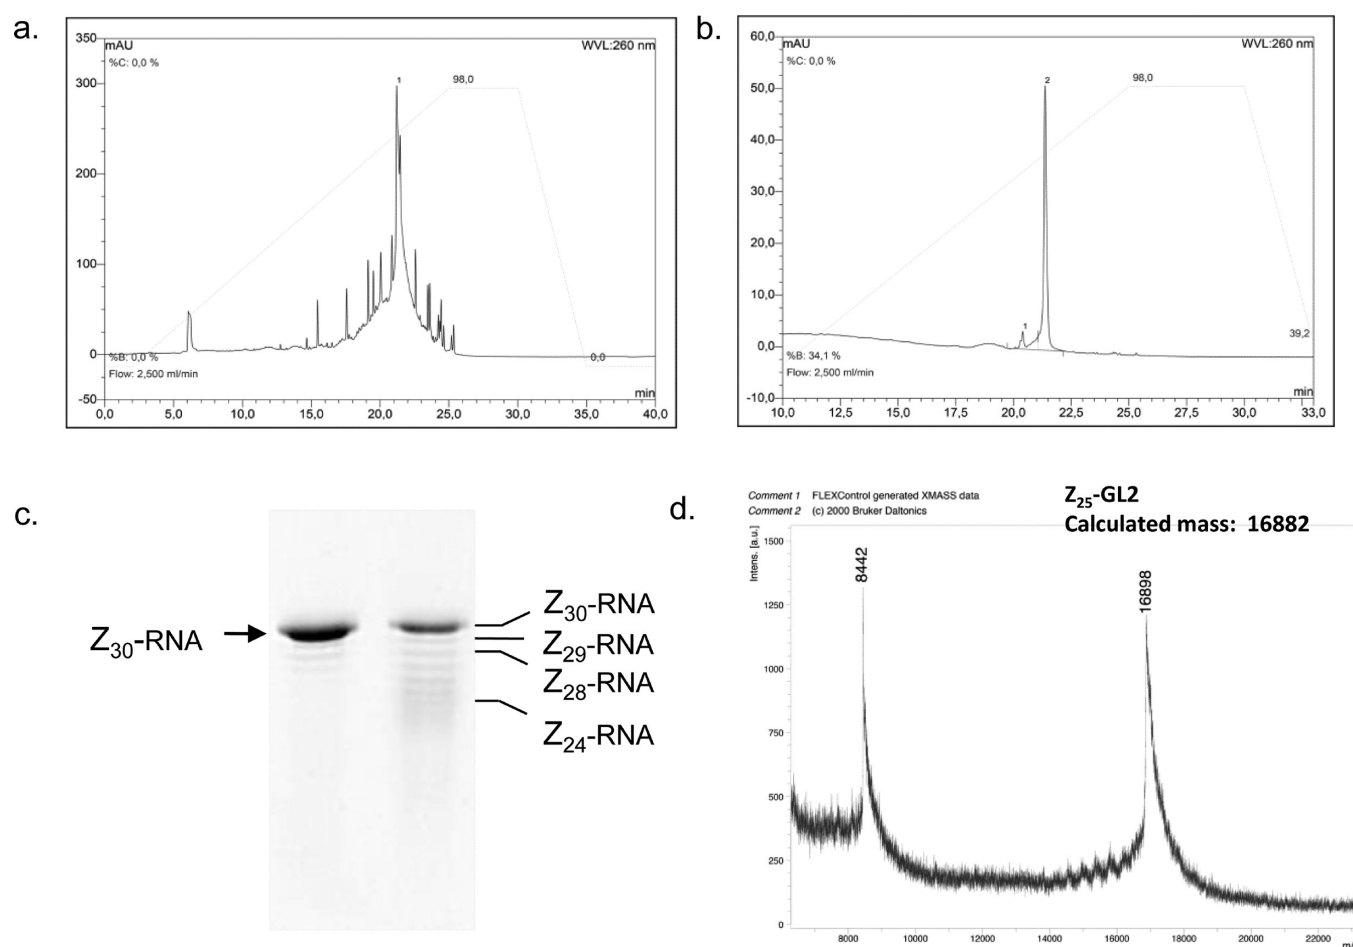 a.
mAU
WVL:260 nm
%C: 0,0 %
98,0
1
350
300
200
100
0
-50
%B: 0,0 %
Flow: 2,500 ml/min
0,0
min
0,0 5,0 10,0 15,0 20,0 25,0 30,0 35,0 40,0
b.
mAU
WVL:260 nm
%C: 0,0 %
98,0
2
1
60,0
50,0
40,0
30,0
20,0
10,0
0,0
-10,0
39,2
%B: 34,1 %
Flow: 2,500 ml/min
min
10,0 12,5 15,0 17,5 20,0 22,5 25,0 27,5 30,0 33,0
c.
Z30-RNA
Z30-RNA
Z29-RNA
Z28-RNA
Z24-RNA
d.
Comment 1 FLEXControl generated XMASS data
Comment 2 (c) 2000 Bruker Daltonics
Z25-GL2
Calculated mass: 16882
Intens. [a.u.]
1500
1250
1000
750
500
250
0
8442
16898
8000 10000 12000 14000 16000 18000 20000 22000